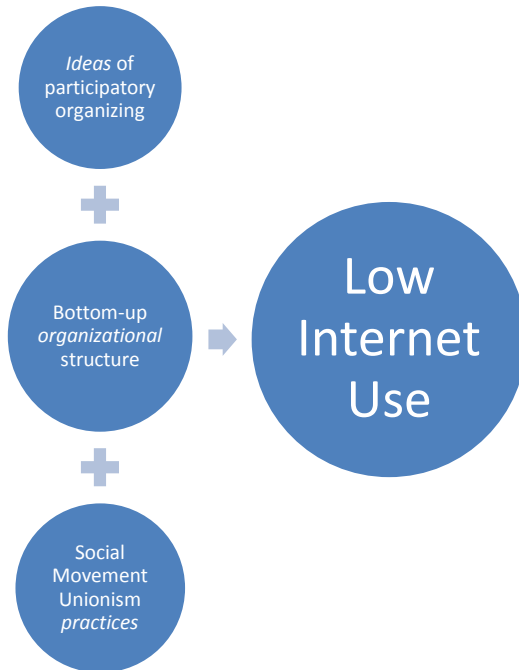 Ideas of
participatory
organizing
Bottom-up
organizational
structure
Social
Movement
Unionism
practices
Low
Internet
Use